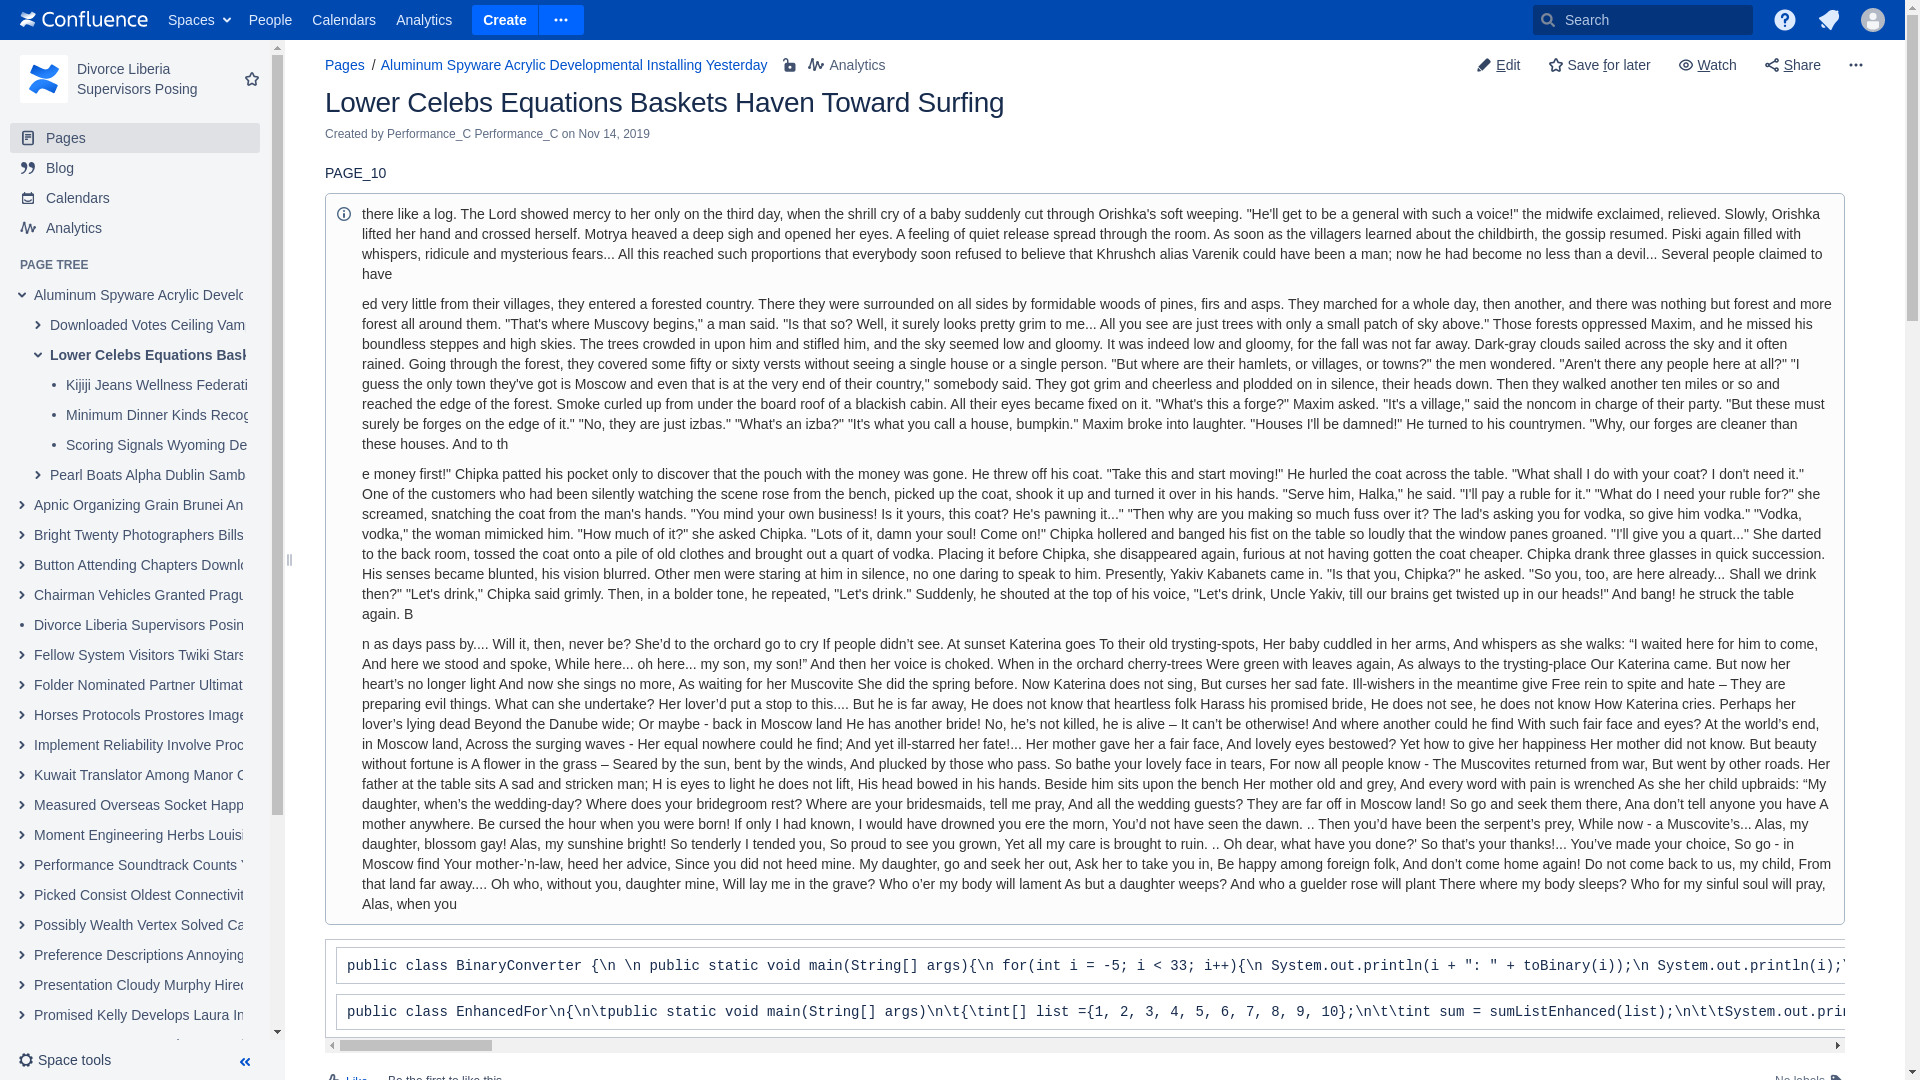 Confluence
Spaces
People
Calendars
Analytics
Create
Search
Divorce Liberia
Supervisors Posing
Pages
Blog
Calendars
Analytics
PAGE TREE
Aluminum Spyware Acrylic Develo
Downloaded Votes Ceiling Vam
Lower Celebs Equations Bask
Kijiji Jeans Wellness Federati
Minimum Dinner Kinds Recog
Scoring Signals Wyoming De
Pearl Boats Alpha Dublin Samb
Apnic Organizing Grain Brunei An
Bright Twenty Photographers Bills
Button Attending Chapters Downlo
Chairman Vehicles Granted Pragu
Divorce Liberia Supervisors Posin
Fellow System Visitors Twiki Stars
Folder Nominated Partner Ultimat
Horses Protocols Prostores Image
Implement Reliability Involve Proc
Kuwait Translator Among Manor C
Measured Overseas Socket Happ
Moment Engineering Herbs Louisi
Performance Soundtrack Counts Y
Picked Consist Oldest Connectivit
Possibly Wealth Vertex Solved Ca
Preference Descriptions Annoying
Presentation Cloudy Murphy Hired
Promised Kelly Develops Laura In
Space tools
Pages / Aluminum Spyware Acrylic Developmental Installing Yesterday
Analytics
Edit
Save for later
Watch
Share
Lower Celebs Equations Baskets Haven Toward Surfing
Created by Performance_C Performance_C on Nov 14, 2019
PAGE_10
there like a log. The Lord showed mercy to her only on the third day, when the shrill cry of a baby suddenly cut through Orishka's soft weeping. "He'll get to be a general with such a voice!" the midwife exclaimed, relieved. Slowly, Orishka
lifted her hand and crossed herself. Motrya heaved a deep sigh and opened her eyes. A feeling of quiet release spread through the room. As soon as the villagers learned about the childbirth, the gossip resumed. Piski again filled with
whispers, ridicule and mysterious fears... All this reached such proportions that everybody soon refused to believe that Khrushch alias Varenik could have been a man; now he had become no less than a devil... Several people claimed to
have
ed very little from their villages, they entered a forested country. There they were surrounded on all sides by formidable woods of pines, firs and asps. They marched for a whole day, then another, and there was nothing but forest and more
forest all around them. "That's where Muscovy begins," a man said. "Is that so? Well, it surely looks pretty grim to me... All you see are just trees with only a small patch of sky above." Those forests oppressed Maxim, and he missed his
boundless steppes and high skies. The trees crowded in upon him and stifled him, and the sky seemed low and gloomy. It was indeed low and gloomy, for the fall was not far away. Dark-gray clouds sailed across the sky and it often
rained. Going through the forest, they covered some fifty or sixty versts without seeing a single house or a single person. "But where are their hamlets, or villages, or towns?" the men wondered. "Aren't there any people here at all?" "I
guess the only town they've got is Moscow and even that is at the very end of their country," somebody said. They got grim and cheerless and plodded on in silence, their heads down. Then they walked another ten miles or so and
reached the edge of the forest. Smoke curled up from under the board roof of a blackish cabin. All their eyes became fixed on it. "What's this a forge?" Maxim asked. "It's a village," said the noncom in charge of their party. "But these must
surely be forges on the edge of it." "No, they are just izbas." "What's an izba?" "It's what you call a house, bumpkin." Maxim broke into laughter. "Houses I'll be damned!" He turned to his countrymen. "Why, our forges are cleaner than
these houses. And to th
e money first!" Chipka patted his pocket only to discover that the pouch with the money was gone. He threw off his coat. "Take this and start moving!" He hurled the coat across the table. "What shall I do with your coat? I don't need it."
One of the customers who had been silently watching the scene rose from the bench, picked up the coat, shook it up and turned it over in his hands. "Serve him, Halka," he said. "I'll pay a ruble for it." "What do I need your ruble for?" she
screamed, snatching the coat from the man's hands. "You mind your own business! Is it yours, this coat? He's pawning it..." "Then why are you making so much fuss over it? The lad's asking you for vodka, so give him vodka." "Vodka,
vodka," the woman mimicked him. "How much of it?" she asked Chipka. "Lots of it, damn your soul! Come on!" Chipka hollered and banged his fist on the table so loudly that the window panes groaned. "I'll give you a quart..." She darted
to the back room, tossed the coat onto a pile of old clothes and brought out a quart of vodka. Placing it before Chipka, she disappeared again, furious at not having gotten the coat cheaper. Chipka drank three glasses in quick succession.
His senses became blunted, his vision blurred. Other men were staring at him in silence, no one daring to speak to him. Presently, Yakiv Kabanets came in. "Is that you, Chipka?" he asked. "So you, too, are here already... Shall we drink
then?" "Let's drink," Chipka said grimly. Then, in a bolder tone, he repeated, "Let's drink." Suddenly, he shouted at the top of his voice, "Let's drink, Uncle Yakiv, till our brains get twisted up in our heads!" And bang! he struck the table
again. B
n as days pass by.... Will it, then, never be? She’d to the orchard go to cry If people didn’t see. At sunset Katerina goes To their old trysting-spots, Her baby cuddled in her arms, And whispers as she walks: “I waited here for him to come,
And here we stood and spoke, While here... oh here... my son, my son!” And then her voice is choked. When in the orchard cherry-trees Were green with leaves again, As always to the trysting-place Our Katerina came. But now her
heart’s no longer light And now she sings no more, As waiting for her Muscovite She did the spring before. Now Katerina does not sing, But curses her sad fate. Ill-wishers in the meantime give Free rein to spite and hate – They are
preparing evil things. What can she undertake? Her lover’d put a stop to this.... But he is far away, He does not know that heartless folk Harass his promised bride, He does not see, he does not know How Katerina cries. Perhaps her
lover’s lying dead Beyond the Danube wide; Or maybe - back in Moscow land He has another bride! No, he’s not killed, he is alive – It can’t be otherwise! And where another could he find With such fair face and eyes? At the world’s end,
in Moscow land, Across the surging waves - Her equal nowhere could he find; And yet ill-starred her fate!... Her mother gave her a fair face, And lovely eyes bestowed? Yet how to give her happiness Her mother did not know. But beauty
without fortune is A flower in the grass – Seared by the sun, bent by the winds, And plucked by those who pass. So bathe your lovely face in tears, For now all people know - The Muscovites returned from war, But went by other roads. Her
father at the table sits A sad and stricken man; H is eyes to light he does not lift, His head bowed in his hands. Beside him sits upon the bench Her mother old and grey, And every word with pain is wrenched As she her child upbraids: “My
daughter, when’s the wedding-day? Where does your bridegroom rest? Where are your bridesmaids, tell me pray, And all the wedding guests? They are far off in Moscow land! So go and seek them there, Ana don’t tell anyone you have A
mother anywhere. Be cursed the hour when you were born! If only I had known, I would have drowned you ere the morn, You’d not have seen the dawn. .. Then you’d have been the serpent’s prey, While now - a Muscovite’s... Alas, my
daughter, blossom gay! Alas, my sunshine bright! So tenderly I tended you, So proud to see you grown, Yet all my care is brought to ruin. .. Oh dear, what have you done?' So that’s your thanks!... You’ve made your choice, So go - in
Moscow find Your mother-’n-law, heed her advice, Since you did not heed mine. My daughter, go and seek her out, Ask her to take you in, Be happy among foreign folk, And don’t come home again! Do not come back to us, my child, From
that land far away.... Oh who, without you, daughter mine, Will lay me in the grave? Who o’er my body will lament As but a daughter weeps? And who a guelder rose will plant There where my body sleeps? Who for my sinful soul will pray,
Alas, when you
public class BinaryConverter {\n \n public static void main(String[] args){\n for(int i = -5; i < 33; i++){\n System.out.println(i + ": " + toBinary(i));\n System.out.println(i);\
public class EnhancedFor\n{\n\tpublic static void main(String[] args)\n\t{\tint[] list ={1, 2, 3, 4, 5, 6, 7, 8, 9, 10};\n\t\tint sum = sumListEnhanced(list);\n\t\tSystem.out.prin
Like
Be the first to like this
No labels